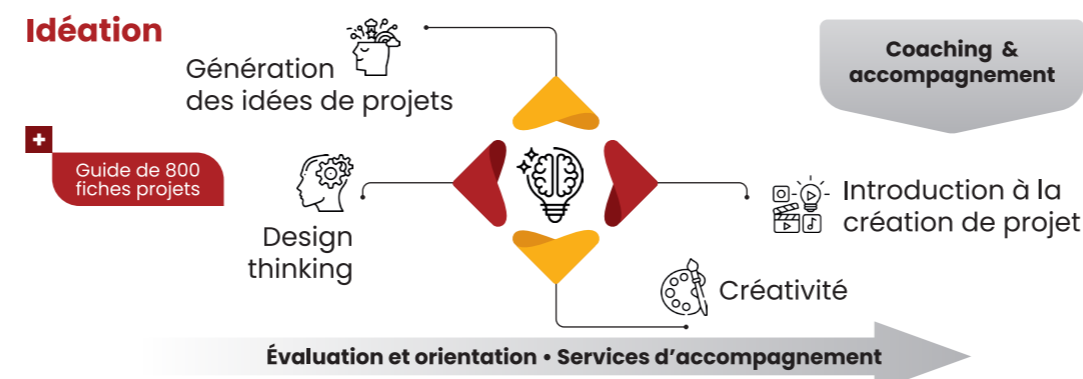 Idéation
Génération
des idées de projets
Coaching &
accompagnement
Guide de 800
fiches projets
Design
thinking
Introduction à la
création de projet
Créativité
Évaluation et orientation • Services d’accompagnement